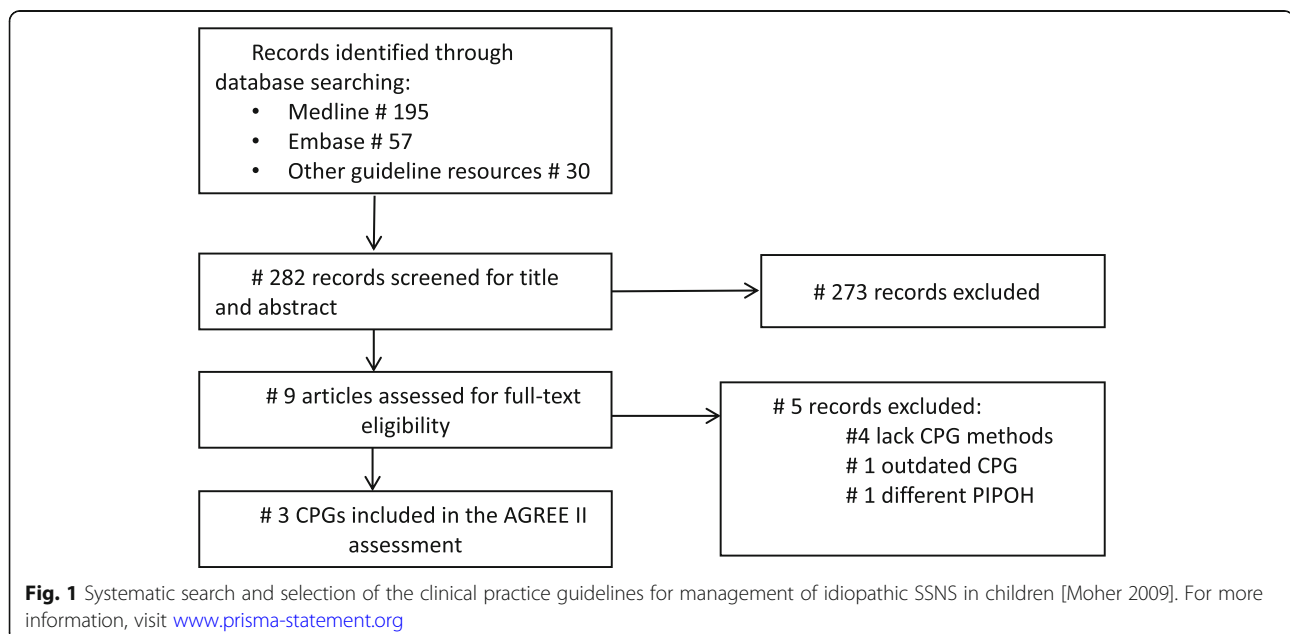 Records identified through
database searching:
• Medline # 195
• Embase # 57
• Other guideline resources # 30
# 282 records screened for title
and abstract
# 273 records excluded
# 9 articles assessed for full-text
eligibility
# 5 records excluded:
#4 lack CPG methods
# 1 outdated CPG
# 1 different PIPOH
# 3 CPGs included in the AGREE II
assessment
Fig. 1 Systematic search and selection of the clinical practice guidelines for management of idiopathic SSNS in children [Moher 2009]. For more
information, visit www.prisma-statement.org